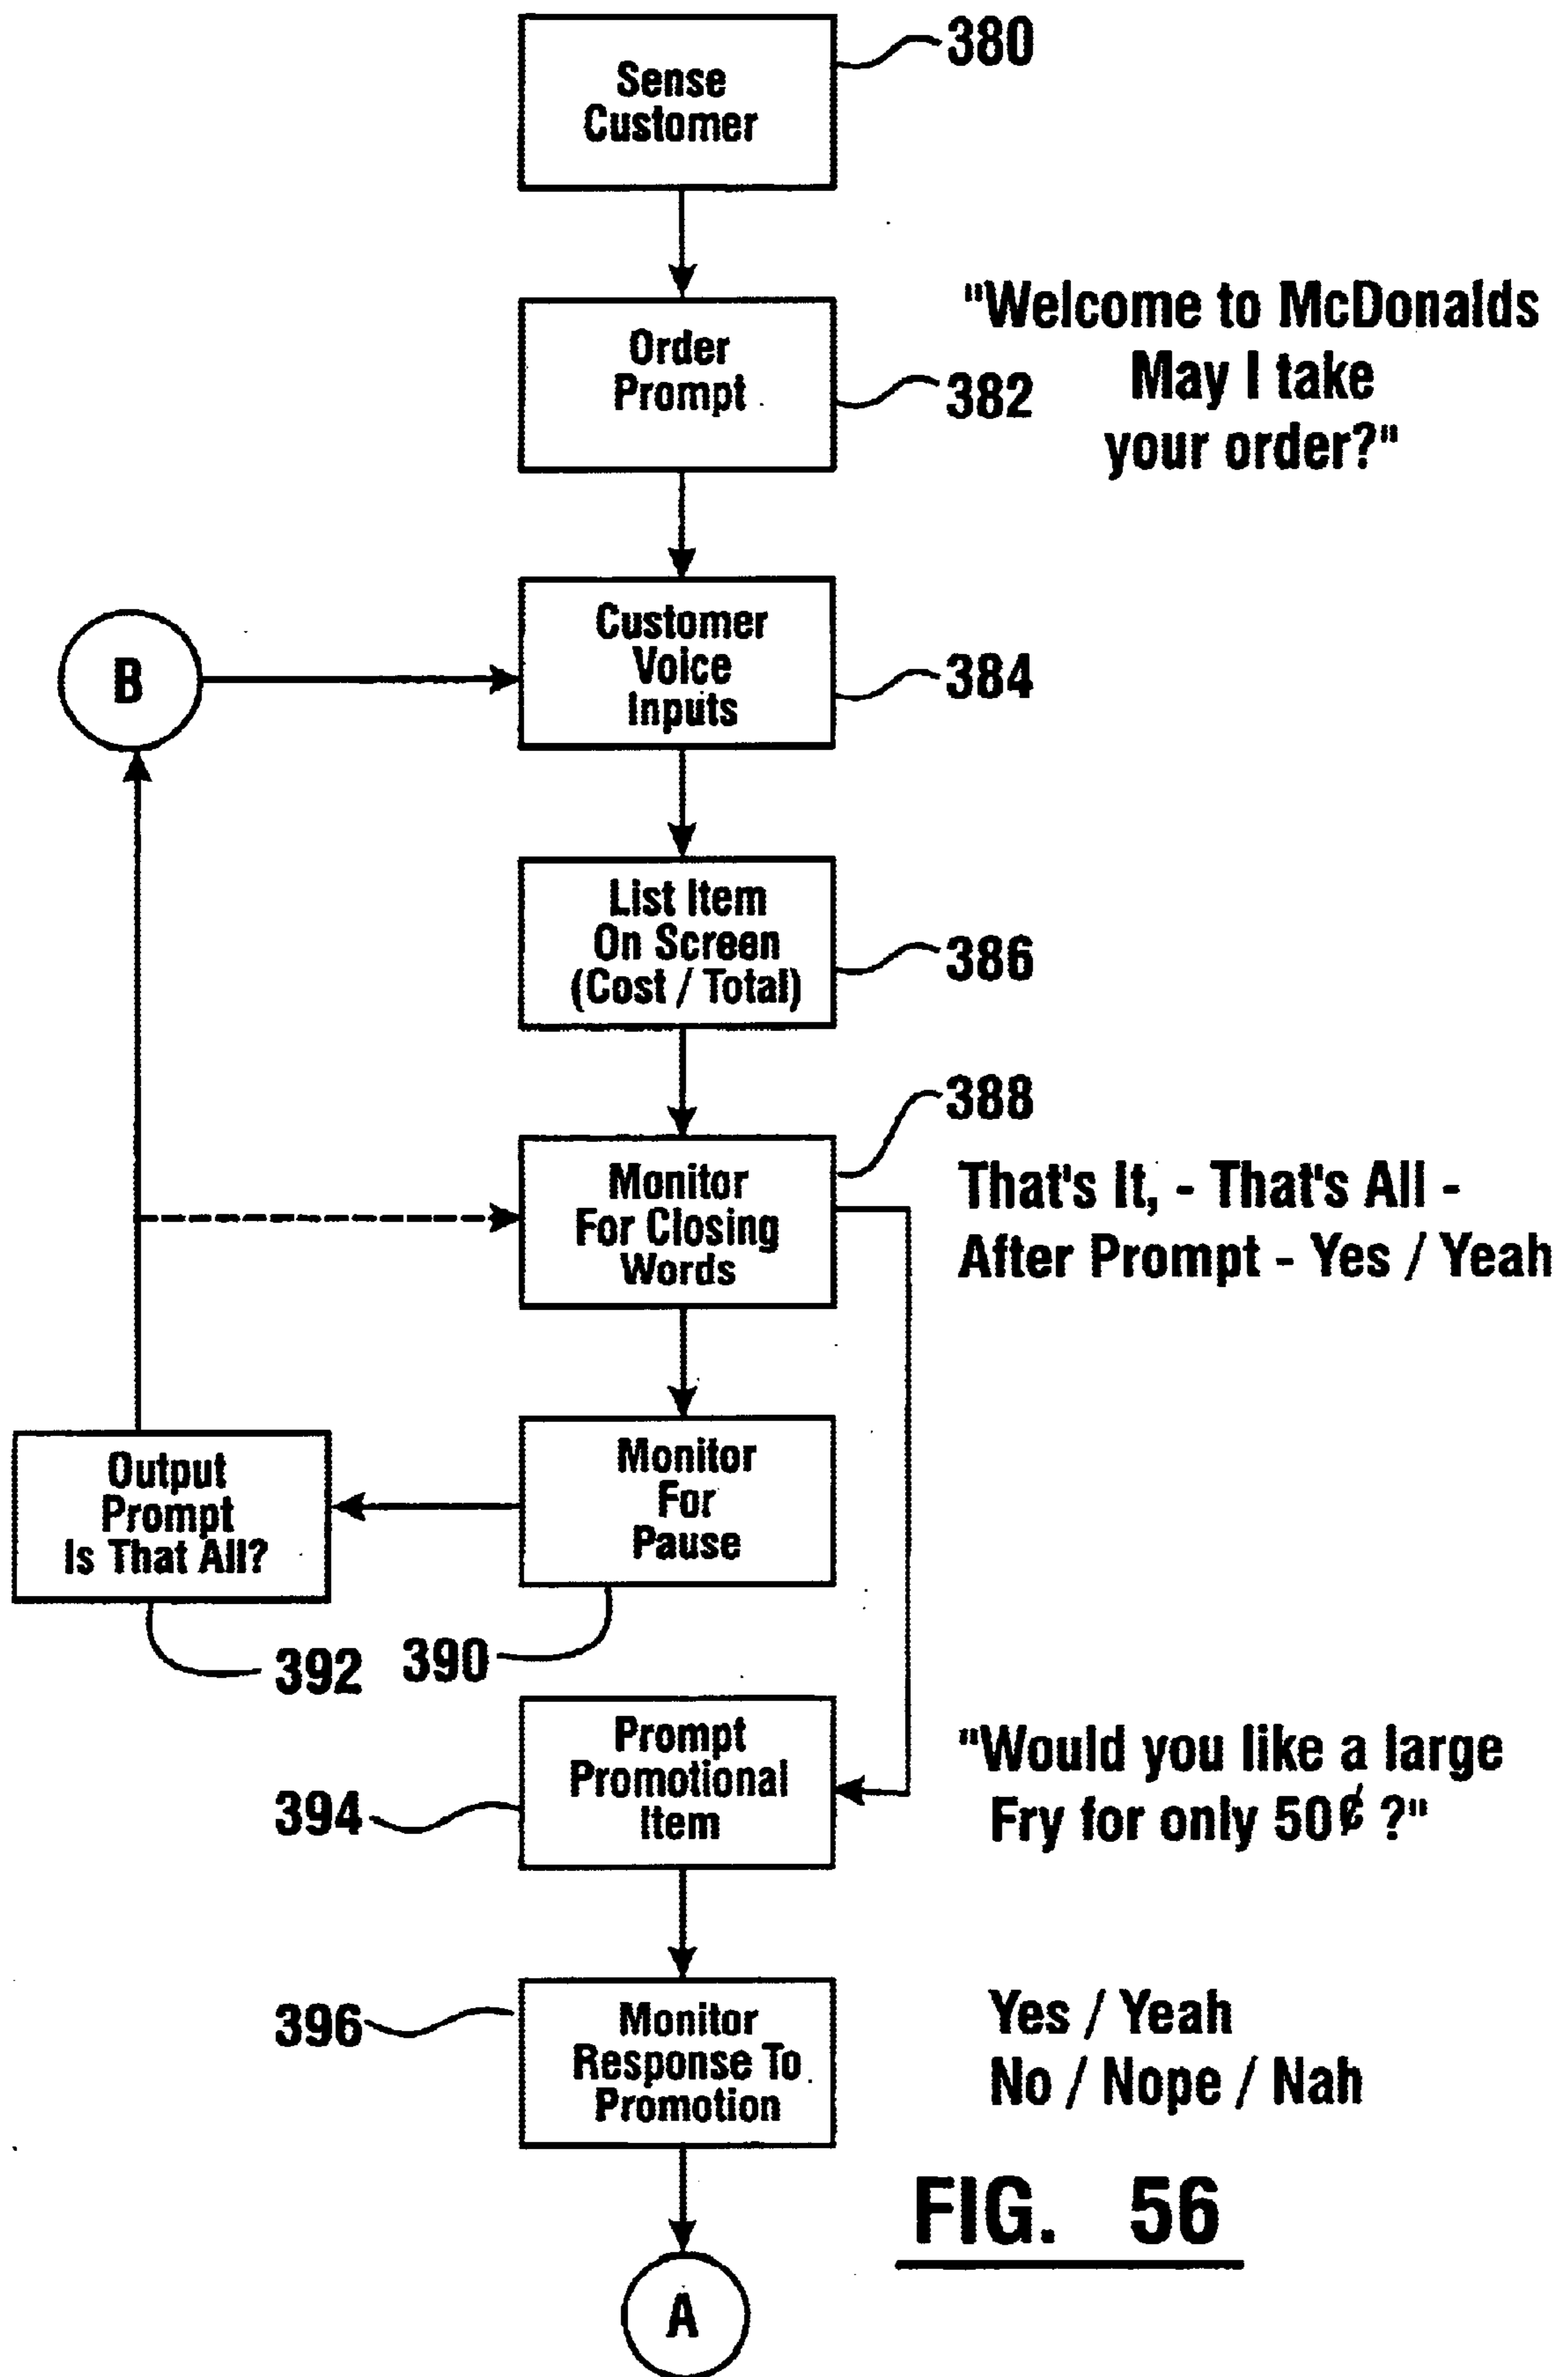 Sense
Customer
380
Order
Prompt
382
"Welcome to McDonalds
May I take
your order?"
Customer
Voice
Inputs
384
B
List Item
On Screen
(Cost / Total)
386
388
Monitor
For Closing
Words
That's It, - That's All -
After Prompt - Yes / Yeah
Output
Prompt
Is That All?
392
Monitor
For
Pause
390
Prompt
Promotional
Item
394
"Would you like a large
Fry for only 50¢ ?"
396
Monitor
Response To
Promotion
Yes / Yeah
No / Nope / Nah
FIG. 56
A